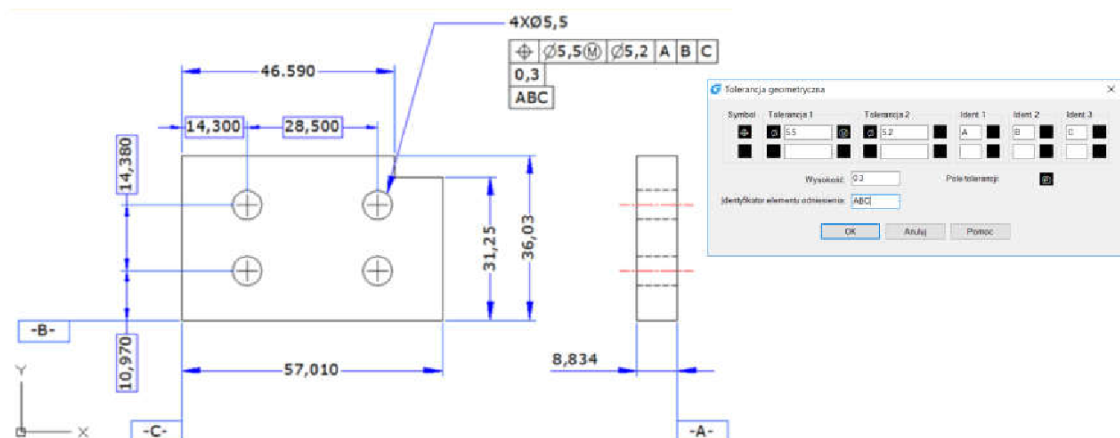 4XØ5,5
⌖ Ø5,5Ⓜ Ø5,2 A B C
0,3
ABC
46.590
14,300 28,500
14,380
31,25
36,03
10,970
57,010
8,834
-B-
-C-
-A-
Y
X
Tolerancja geometryczna
Symbol Tolerancja 1 Tolerancja 2 Ident. 1 Ident. 2 Ident. 3
⌖ Ø 5.5 Ⓜ Ø 5.2 A B C
Wysokość: 0.3 Pole tolerancji: Ⓟ
Identyfikator elementu odniesienia: ABC
OK Anuluj Pomoc